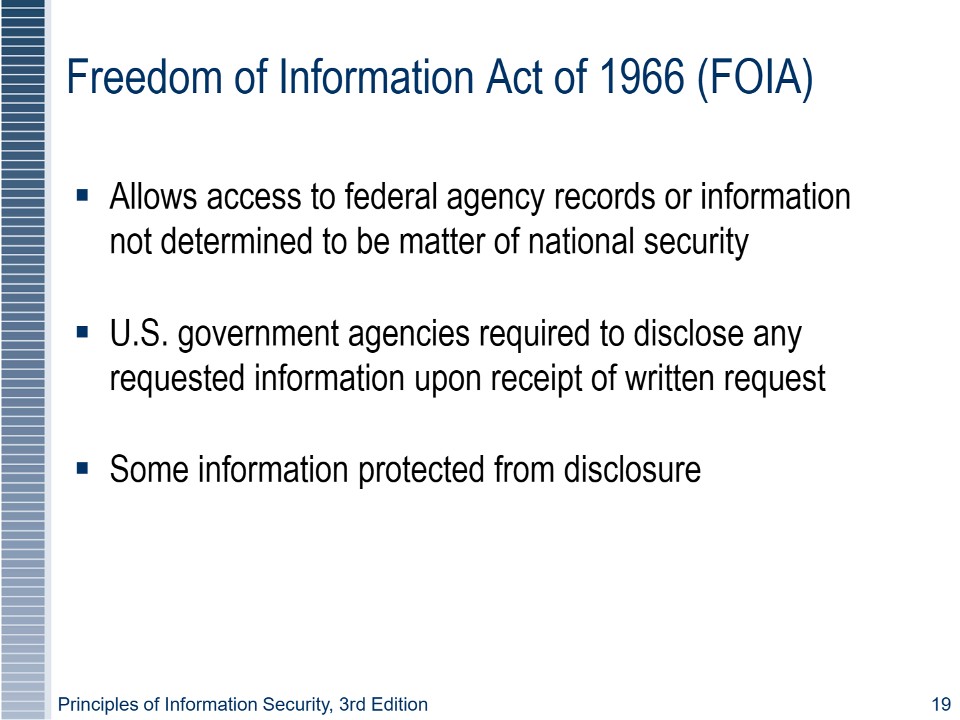 Freedom of Information Act of 1966 (FOIA)
▪ Allows access to federal agency records or information
not determined to be matter of national security
▪ U.S. government agencies required to disclose any
requested information upon receipt of written request
▪ Some information protected from disclosure
Principles of Information Security, 3rd Edition
19